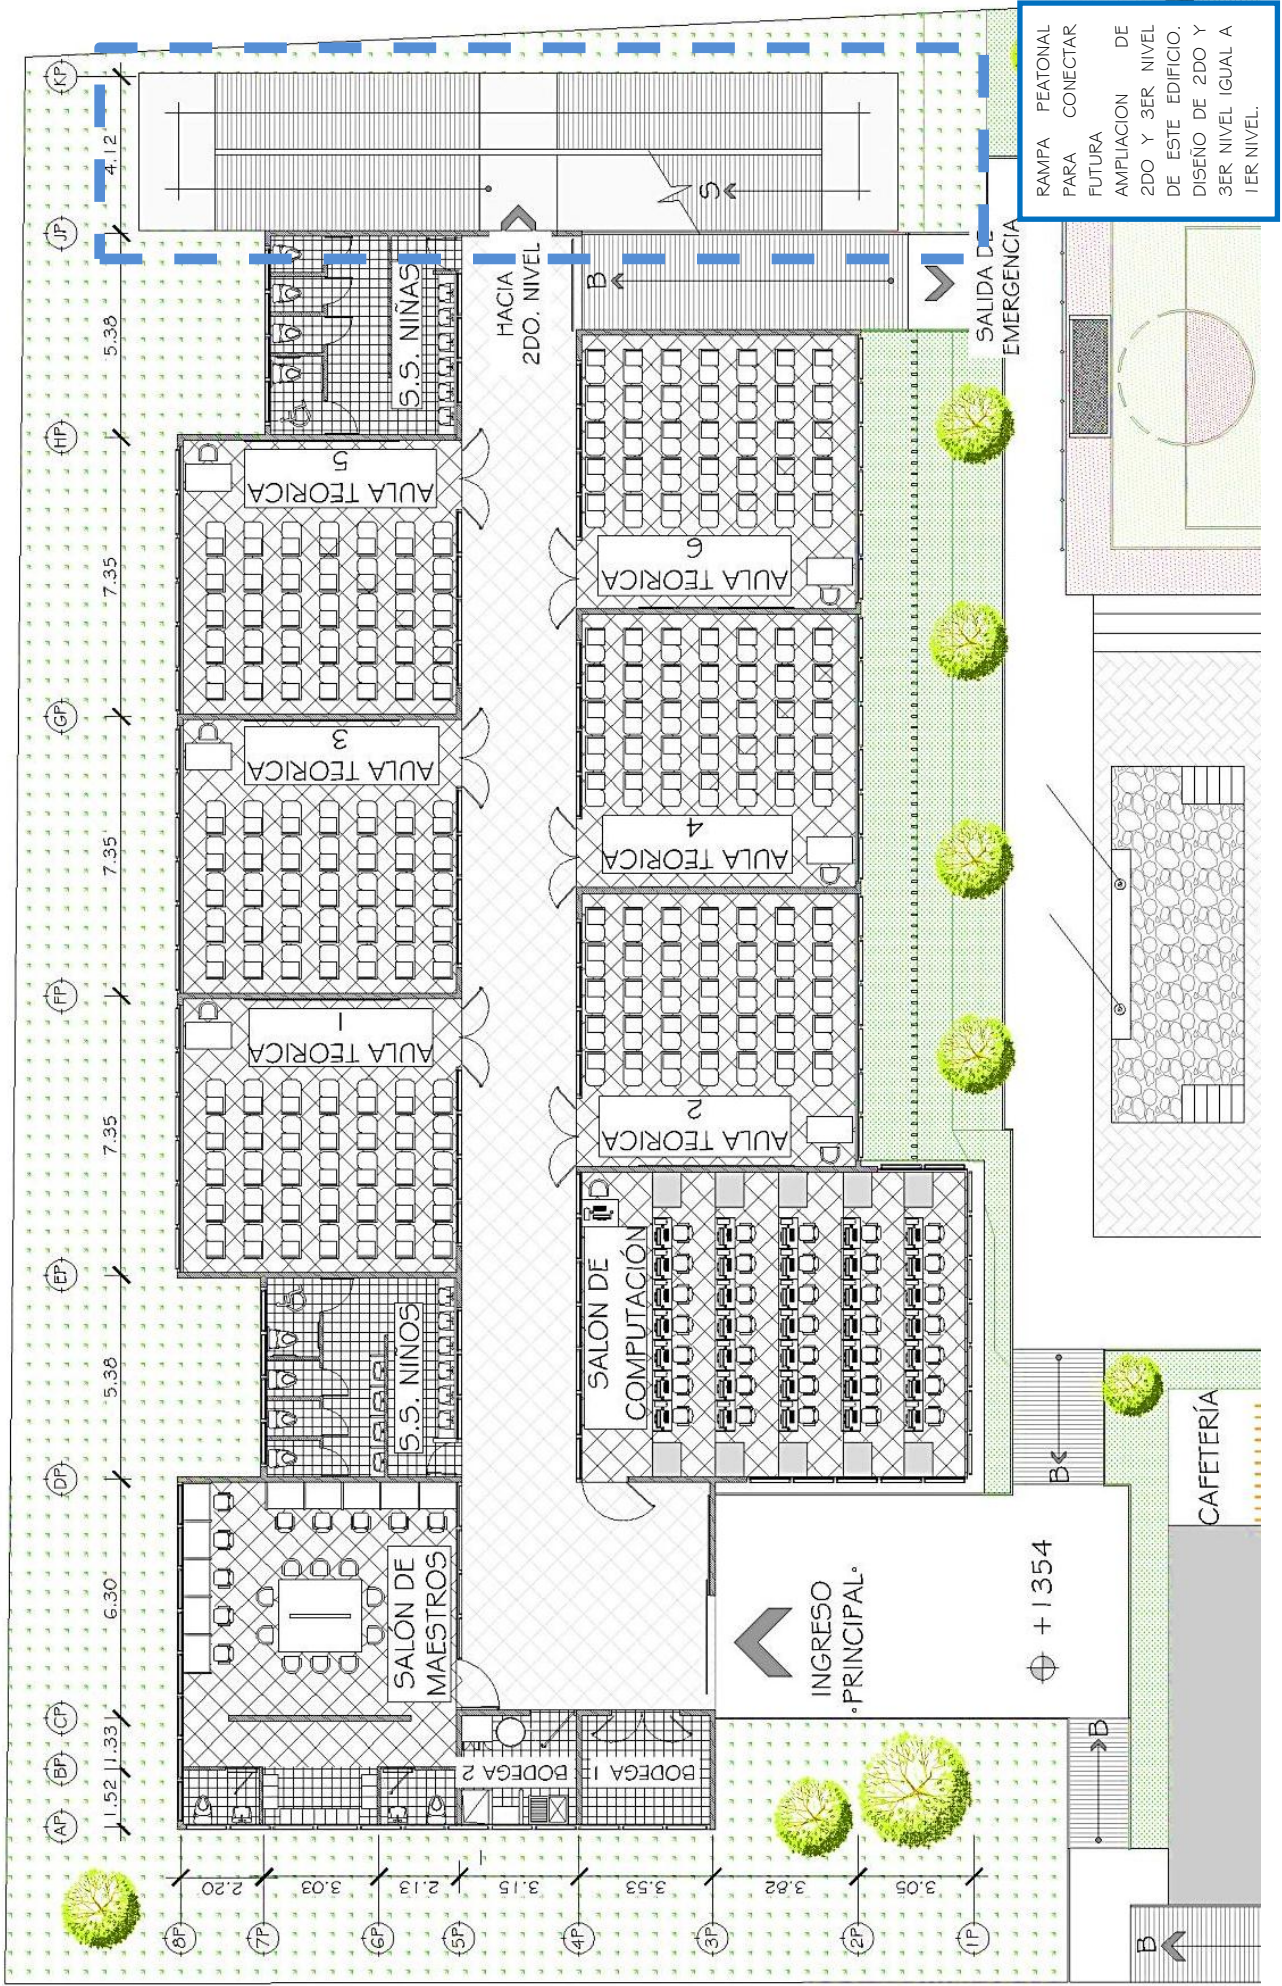 RAMPA PEATONAL
PARA CONECTAR
FUTURA
AMPLIACION DE
2DO Y 3ER NIVEL
DE ESTE EDIFICIO.
DISEÑO DE 2DO Y
3ER NIVEL IGUAL A
1ER NIVEL.
AP
BP
CP
DP
EP
FP
GP
HP
JP
KP
1.52
1.33
6.30
5.38
7.35
7.35
7.35
5.38
4.12
8P
7P
6P
5P
4P
3P
2P
1P
2.20
3.03
2.13
3.15
3.53
3.82
3.05
S
HACIA
2DO. NIVEL
B
SALIDA DE
EMERGENCIA
S.S. NIÑAS
AULA TEORICA
5
AULA TEORICA
3
AULA TEORICA
1
AULA TEORICA
6
AULA TEORICA
4
AULA TEORICA
2
SALON DE
COMPUTACIÓN
S.S. NIÑOS
SALÓN DE
MAESTROS
BODEGA 2
BODEGA 1
INGRESO
PRINCIPAL
+1354
B
B
B
CAFETERÍA